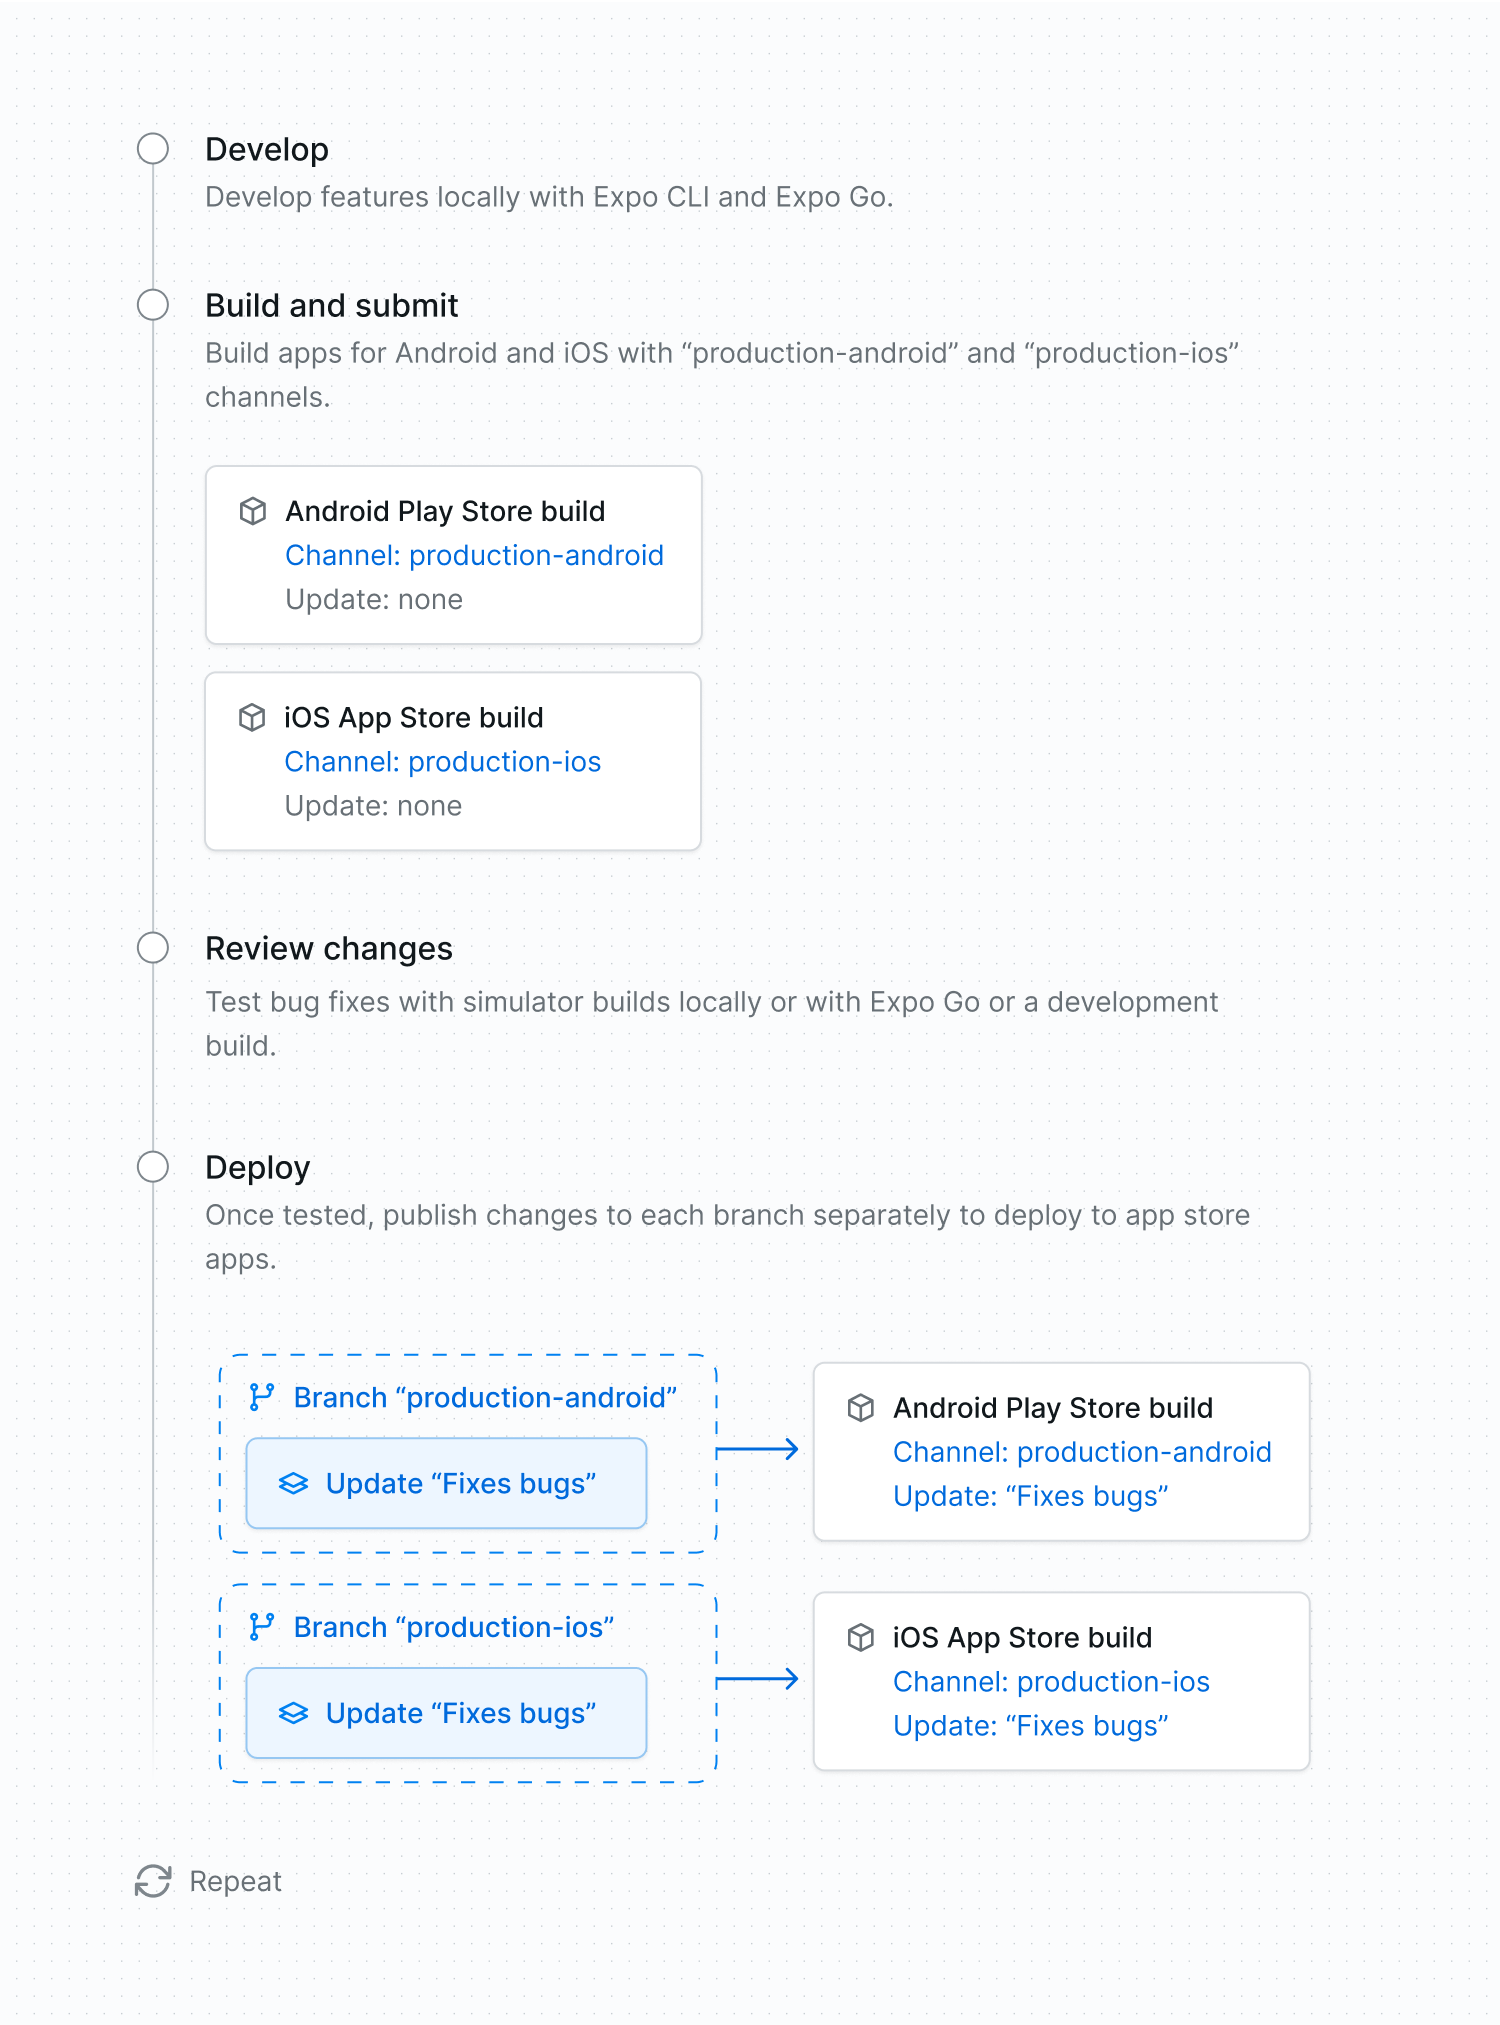 Develop
Develop features locally with Expo CLI and Expo Go.
Build and submit
Build apps for Android and iOS with “production-android” and “production-ios”
channels.
Android Play Store build
Channel: production-android
Update: none
iOS App Store build
Channel: production-ios
Update: none
Review changes
Test bug fixes with simulator builds locally or with Expo Go or a development
build.
Deploy
Once tested, publish changes to each branch separately to deploy to app store
apps.
Branch “production-android”
Update “Fixes bugs”
Android Play Store build
Channel: production-android
Update: “Fixes bugs”
Branch “production-ios”
Update “Fixes bugs”
iOS App Store build
Channel: production-ios
Update: “Fixes bugs”
Repeat